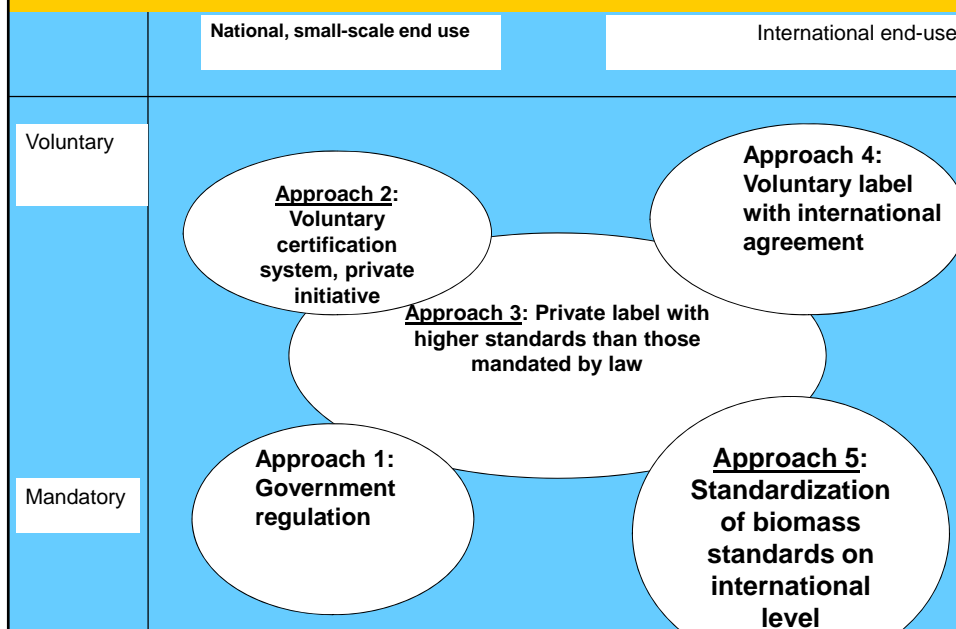 National, small-scale end use
International end-use
Voluntary
Approach 2:
Voluntary
certification
system, private
initiative
Approach 4:
Voluntary label
with international
agreement
Approach 3: Private label with
higher standards than those
mandated by law
Mandatory
Approach 1:
Government
regulation
Approach 5:
Standardization
of biomass
standards on
international
level